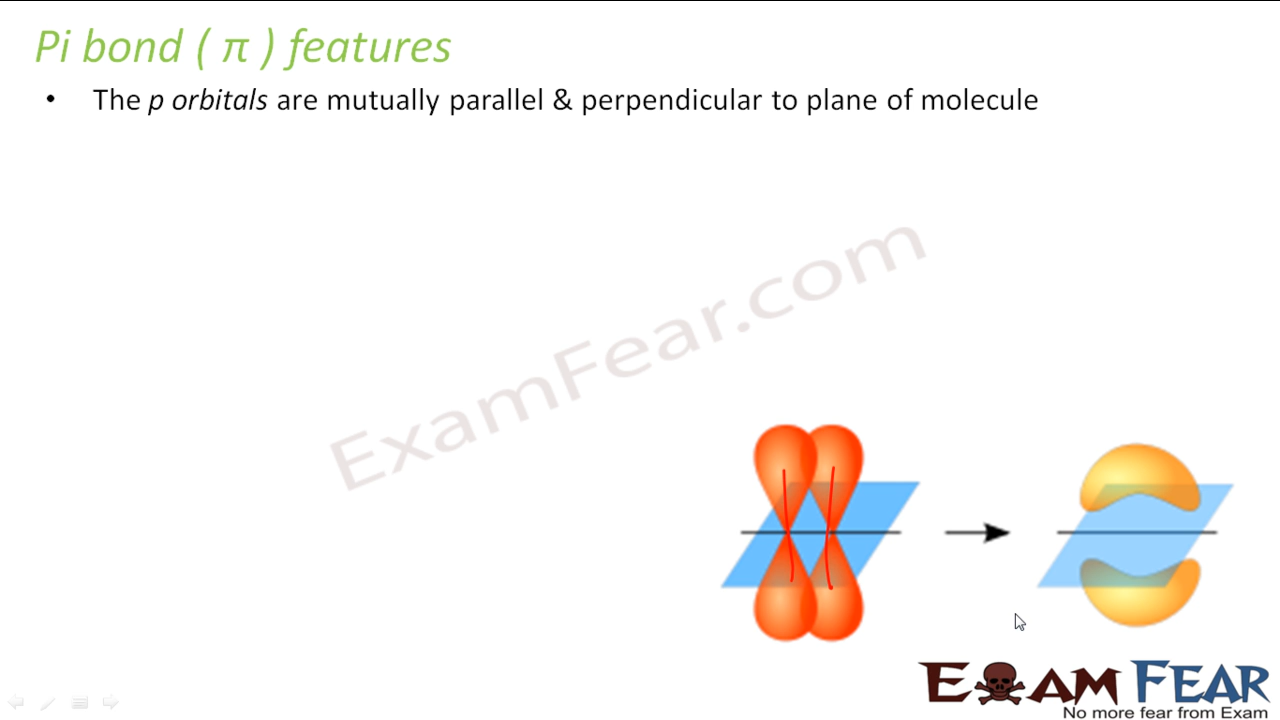 Pi bond ( π ) features
• The p orbitals are mutually parallel & perpendicular to plane of molecule
ExamFear.com
EXAM FEAR
No more fear from Exam